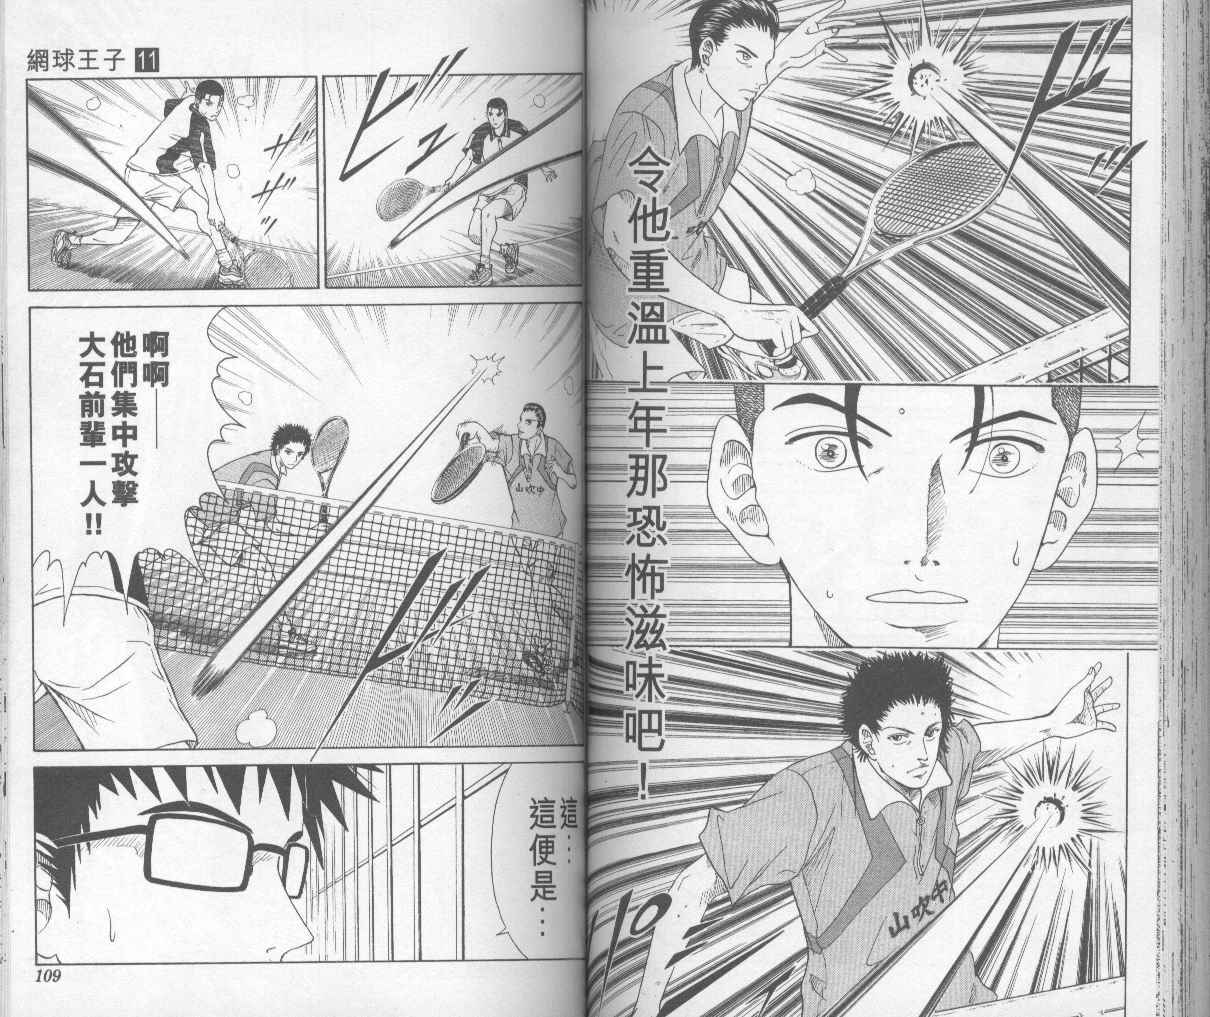 令他重溫上年那恐怖滋味吧！
山吹中
網球王子 11
ビ
山吹中
啊啊——
他們集中攻擊
大石前輩一人!!
這…
這便是…
109